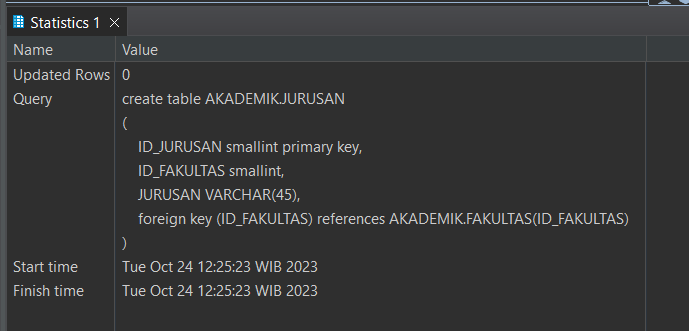 Statistics 1
Name Value
Updated Rows 0
Query create table AKADEMIK.JURUSAN
(
ID_JURUSAN smallint primary key,
ID_FAKULTAS smallint,
JURUSAN VARCHAR(45),
foreign key (ID_FAKULTAS) references AKADEMIK.FAKULTAS(ID_FAKULTAS)
)
Start time Tue Oct 24 12:25:23 WIB 2023
Finish time Tue Oct 24 12:25:23 WIB 2023